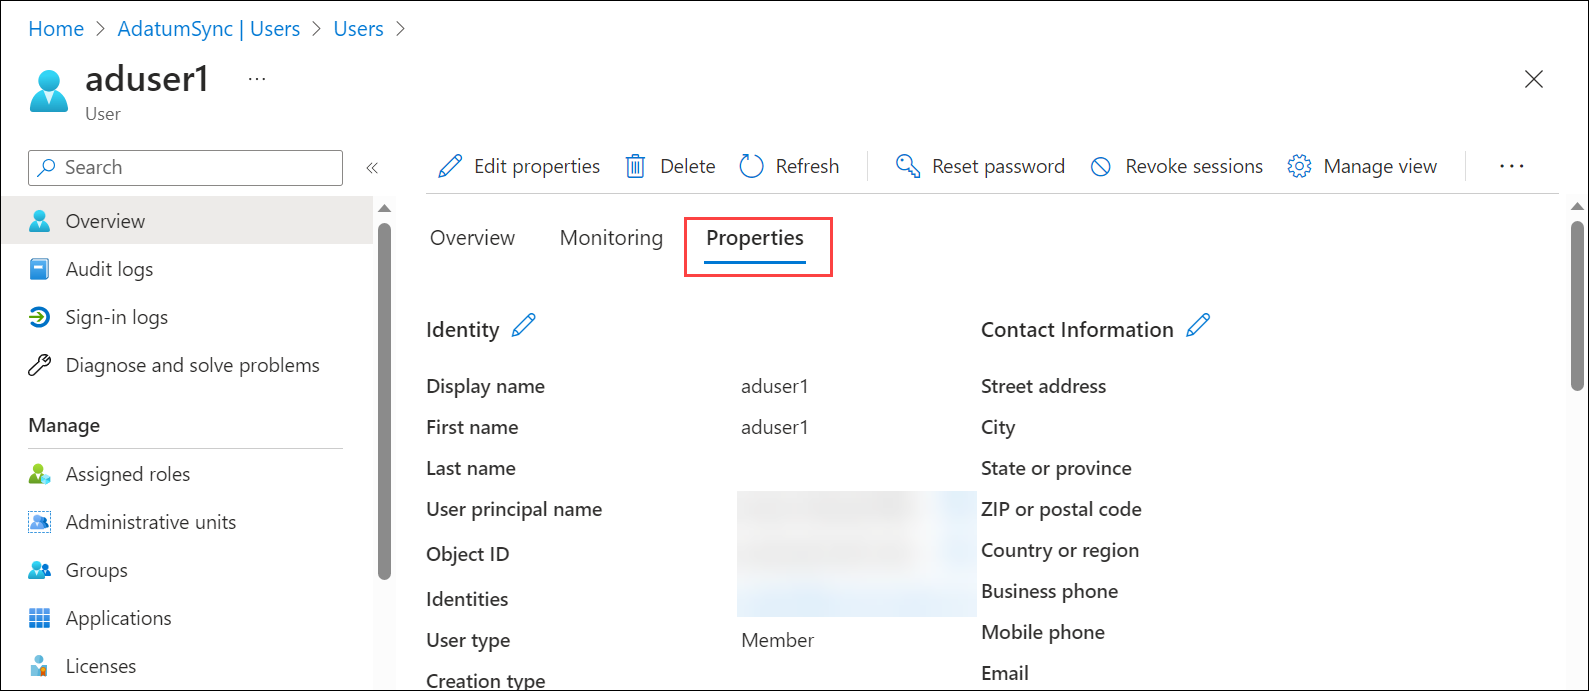 Home > AdatumSync | Users > Users >
aduser1 ...
User
Search «
Edit properties Delete Refresh Reset password Revoke sessions Manage view ...
Overview
Audit logs
Sign-in logs
Diagnose and solve problems
Manage
Assigned roles
Administrative units
Groups
Applications
Licenses
Overview Monitoring Properties
Identity
Display name aduser1
First name aduser1
Last name
User principal name
Object ID
Identities
User type Member
Creation type
Contact Information
Street address
City
State or province
ZIP or postal code
Country or region
Business phone
Mobile phone
Email